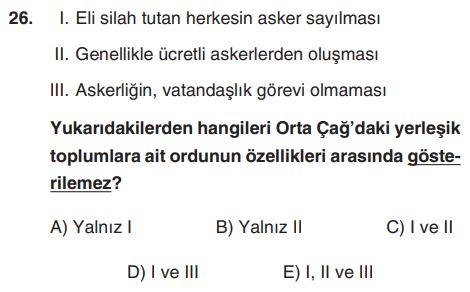 26. I. Eli silah tutan herkesin asker sayılması
II. Genellikle ücretli askerlerden oluşması
III. Askerliğin, vatandaşlık görevi olmaması
Yukarıdakilerden hangileri Orta Çağ’daki yerleşik
toplumlara ait ordunun özellikleri arasında göste-
rilemez?
A) Yalnız I B) Yalnız II C) I ve II
D) I ve III E) I, II ve III